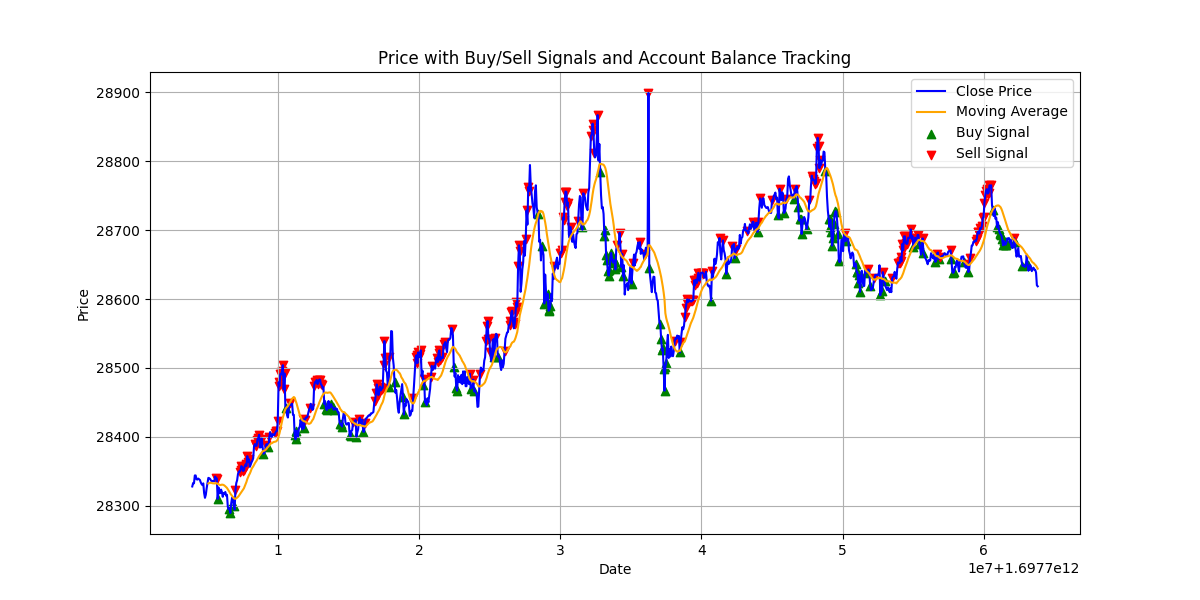 Price with Buy/Sell Signals and Account Balance Tracking
28900
28800
28700
28600
28500
28400
28300
Price
Close Price
Moving Average
Buy Signal
Sell Signal
1
2
3
4
5
6
Date
1e7+1.6977e12